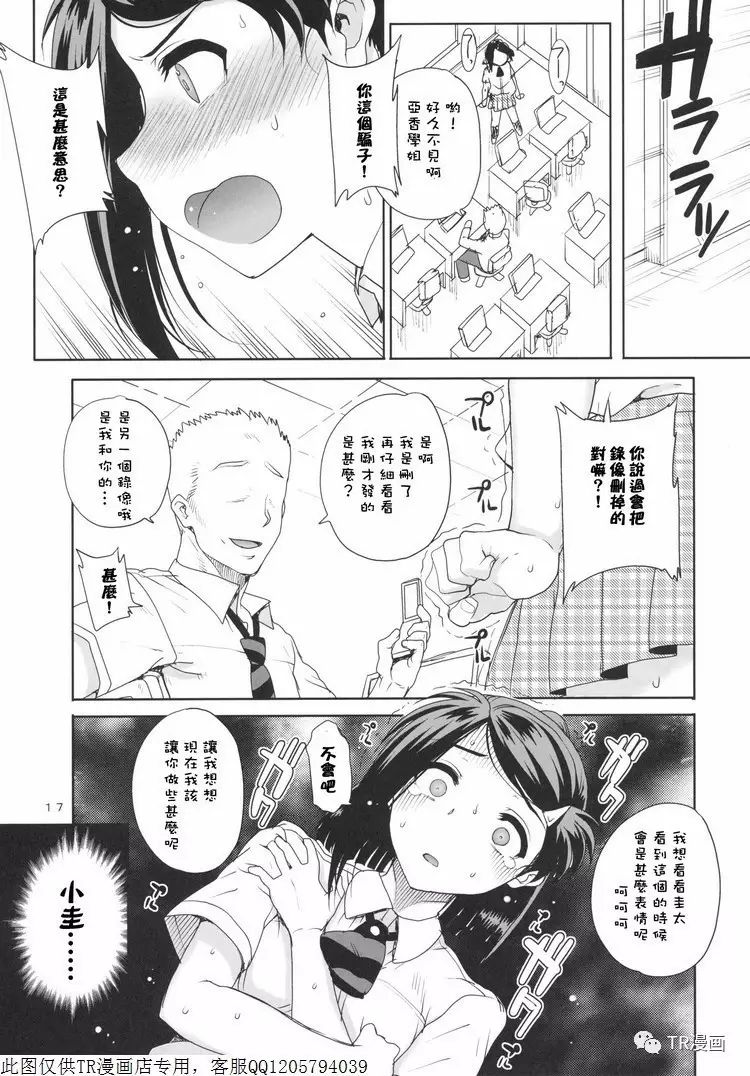 ガララッ
喲！
好久不見啊
亞香學姐
你這個騙子！
這是甚麼意思？
你說過會把
錄像刪掉的
對嘛？！
是啊
我是刪了
再仔細看看
我剛才發的
是甚麼？
是另一個錄像哦
是我和你的…
甚麼！
我想看看圭太
看到這個的時候
會是甚麼表情呢
呵呵呵
不會吧
讓我想想
現在我該
讓你做些甚麼呢
ガク
ガク
ガク
ガク
小圭……
17
TR漫画
此图仅供TR漫画店专用，客服QQ1205794039